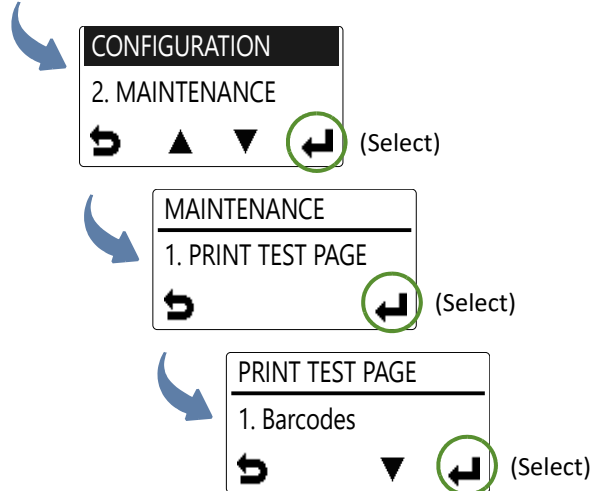 CONFIGURATION
2. MAINTENANCE
(Select)
MAINTENANCE
1. PRINT TEST PAGE
(Select)
PRINT TEST PAGE
1. Barcodes
(Select)